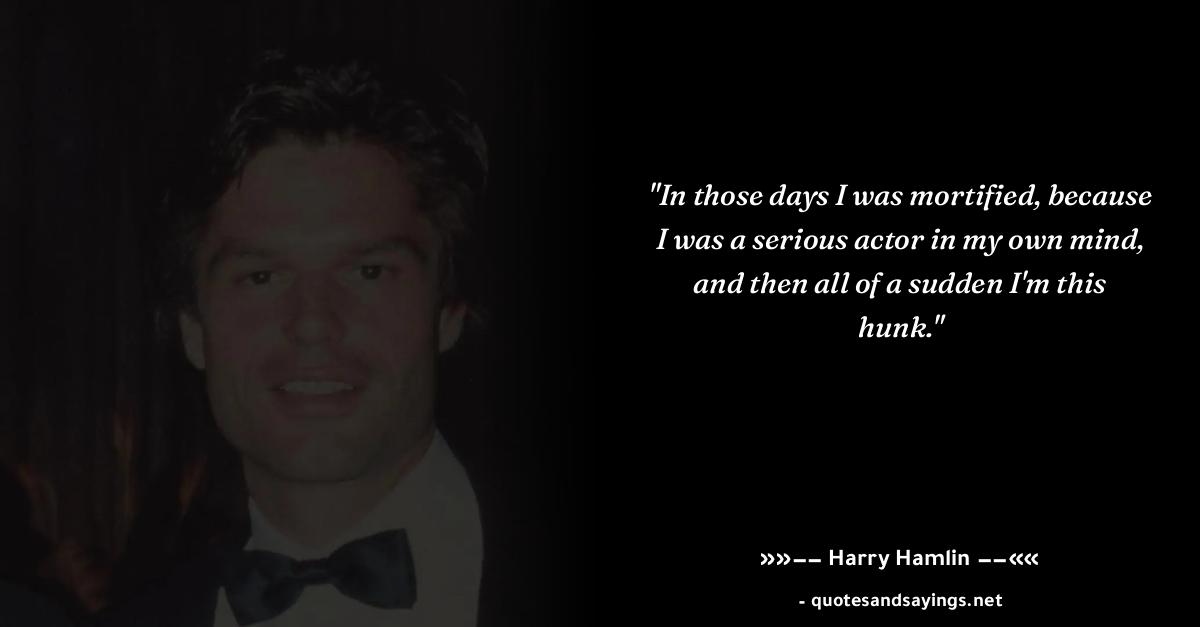 "In those days I was mortified, because
I was a serious actor in my own mind,
and then all of a sudden I'm this
hunk."
»»–– Harry Hamlin ––««
- quotesandsayings.net